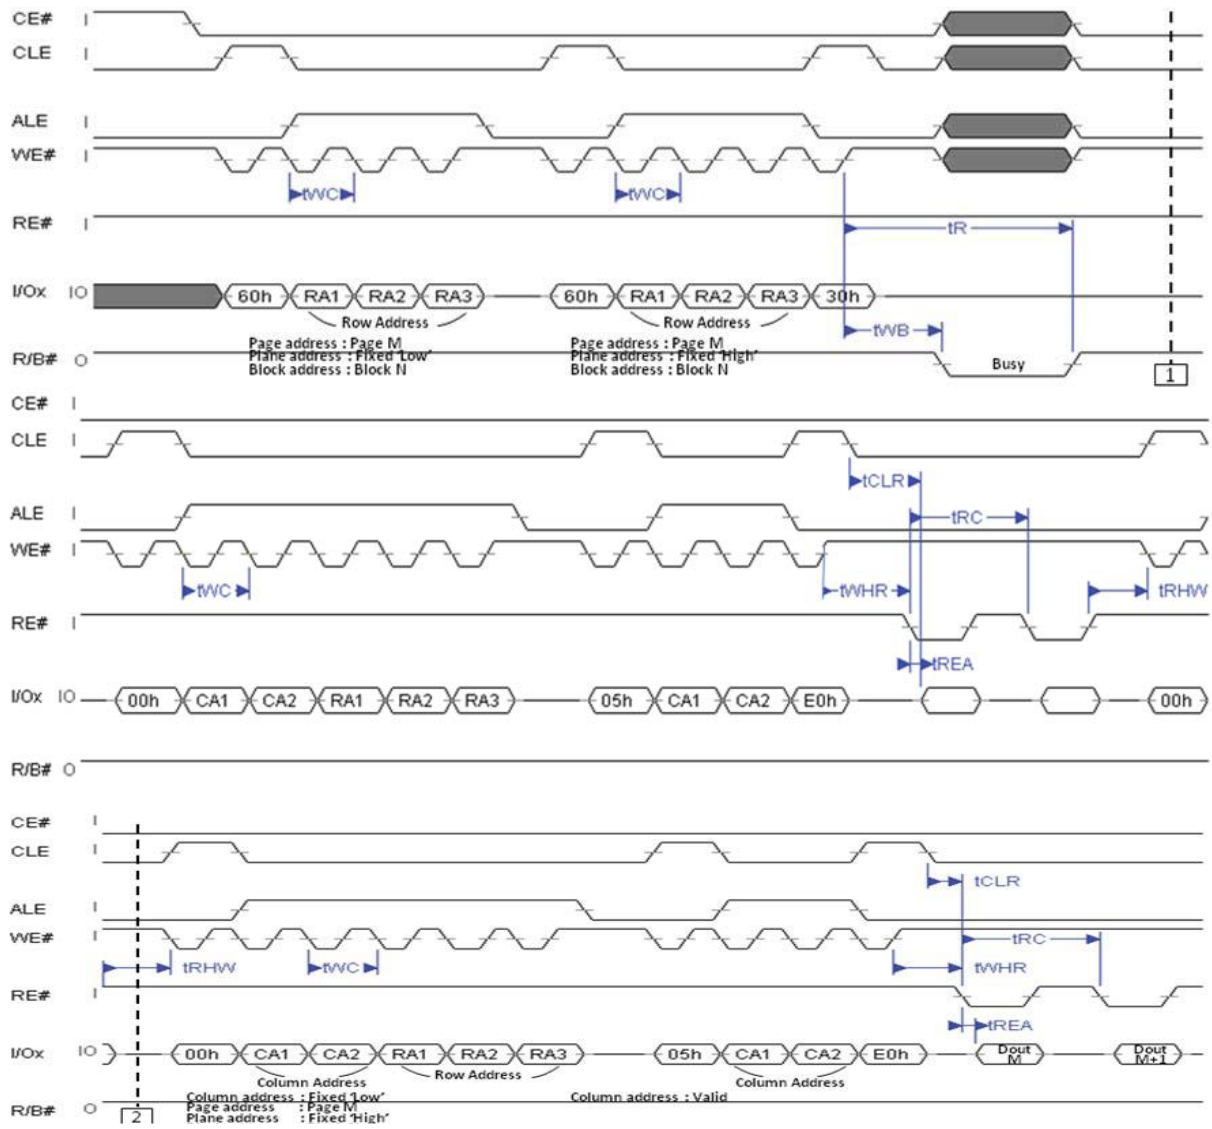 CE# I
CLE I
ALE I
WE# I
tWC tWC
RE# I
tR
I/Ox IO 60h RA1 RA2 RA3 60h RA1 RA2 RA3 30h
Row Address Row Address
tWB
Page address : Page M Page address : Page M
Plane address : Fixed 'Low' Plane address : Fixed 'High'
Block address : Block N Block address : Block N
R/B# O Busy
1
CE# I
CLE I
tCLR
ALE I
tRC
WE# I
tWC tWHR tRHW
RE# I
tREA
I/Ox IO 00h CA1 CA2 RA1 RA2 RA3 05h CA1 CA2 E0h 00h
R/B# O
CE# I
CLE I
tCLR
ALE I
WE# I
tRC
tRHW tWC tWHR
RE# I
tREA
I/Ox IO 00h CA1 CA2 RA1 RA2 RA3 05h CA1 CA2 E0h Dout M Dout M+1
Column Address Row Address Column Address
Column address : Fixed 'Low' Column address : Valid
Page address : Page M
Plane address : Fixed 'High'
R/B# O
2